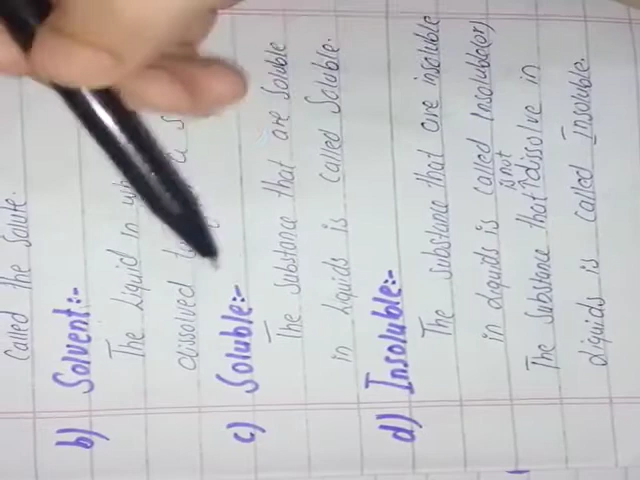 Called the Solute.
b) Solvent:-
The Liquid in
dissolved
c) Soluble:-
The Substance that are Soluble
in Liquids is called Soluble.
d) Insoluble:-
The Substance that are insoluble
in Liquids is called Insoluble(or)
is not
The Substance that dissolve in
Liquids is called Insoluble.